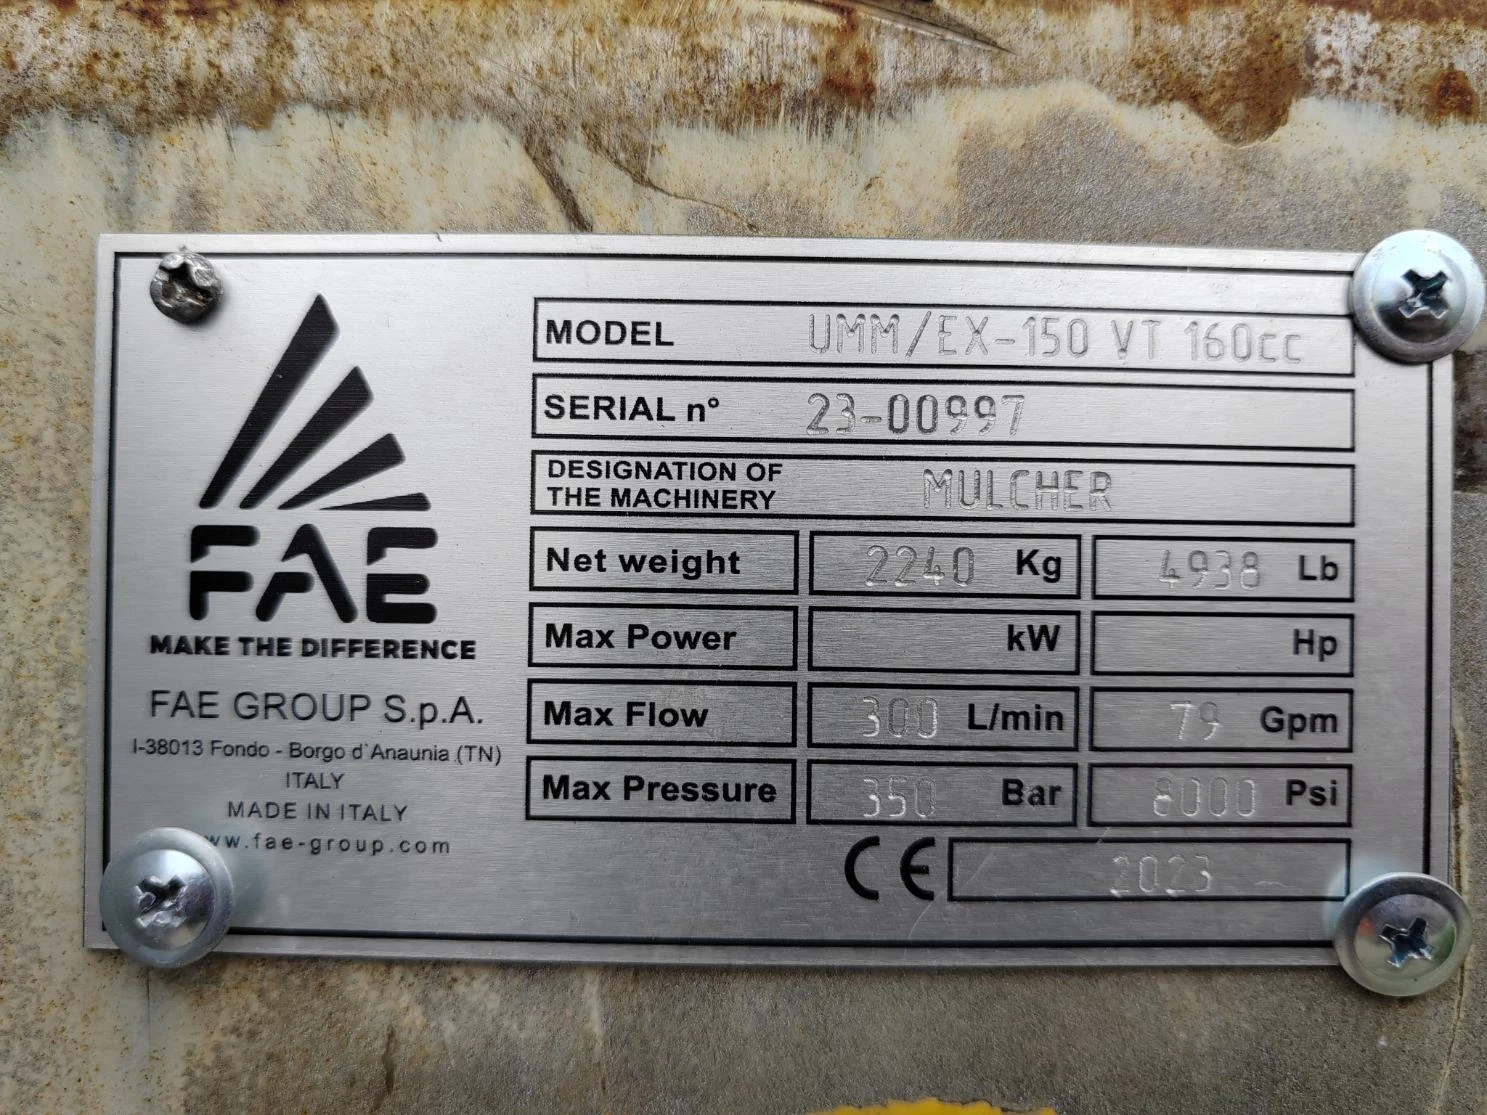 FAE
MAKE THE DIFFERENCE
FAE GROUP S.p.A.
I-38013 Fondo - Borgo d'Anaunia (TN)
ITALY
MADE IN ITALY
ww.fae-group.com
MODEL UMM/EX-150 VT 160cc
SERIAL n° 23-00997
DESIGNATION OF
THE MACHINERY MULCHER
Net weight 2240 Kg 4938 Lb
Max Power kW Hp
Max Flow 300 L/min 79 Gpm
Max Pressure 350 Bar 8000 Psi
CE 2023